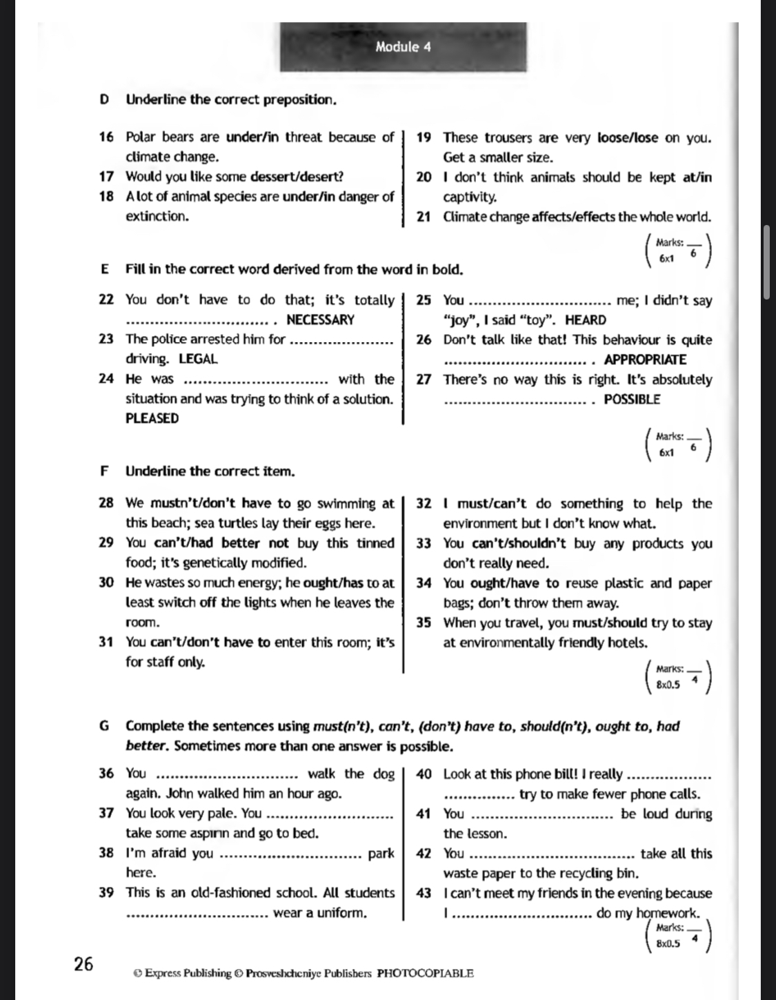 Module 4
D Underline the correct preposition.
16 Polar bears are under/in threat because of
climate change.
17 Would you like some dessert/desert?
18 A lot of animal species are under/in danger of
extinction.
19 These trousers are very loose/lose on you.
Get a smaller size.
20 I don't think animals should be kept at/in
captivity.
21 Climate change affects/effects the whole world.
Marks: __
6x1 6
E Fill in the correct word derived from the word in bold.
22 You don't have to do that; it's totally
.............................. . NECESSARY
23 The police arrested him for ......................
driving. LEGAL
24 He was .............................. with the
situation and was trying to think of a solution.
PLEASED
25 You .............................. me; I didn't say
“joy”, I said “toy”. HEARD
26 Don't talk like that! This behaviour is quite
.............................. . APPROPRIATE
27 There's no way this is right. It's absolutely
.............................. . POSSIBLE
Marks: __
6x1 6
F Underline the correct item.
28 We mustn't/don't have to go swimming at
this beach; sea turtles lay their eggs here.
29 You can't/had better not buy this tinned
food; it's genetically modified.
30 He wastes so much energy; he ought/has to at
least switch off the lights when he leaves the
room.
31 You can't/don't have to enter this room; it's
for staff only.
32 I must/can't do something to help the
environment but I don't know what.
33 You can't/shouldn't buy any products you
don't really need.
34 You ought/have to reuse plastic and paper
bags; don't throw them away.
35 When you travel, you must/should try to stay
at environmentally friendly hotels.
Marks: __
8x0.5 4
G Complete the sentences using must(n't), can't, (don't) have to, should(n't), ought to, had
better. Sometimes more than one answer is possible.
36 You .............................. walk the dog
again. John walked him an hour ago.
37 You look very pale. You ...........................
take some aspirin and go to bed.
38 I'm afraid you .............................. park
here.
39 This is an old-fashioned school. All students
.............................. wear a uniform.
40 Look at this phone bill! I really ..................
............... try to make fewer phone calls.
41 You .............................. be loud during
the lesson.
42 You ................................... take all this
waste paper to the recycling bin.
43 I can't meet my friends in the evening because
I .............................. do my homework.
Marks: __
8x0.5 4
26
© Express Publishing © Prosveshcheniye Publishers PHOTOCOPIABLE